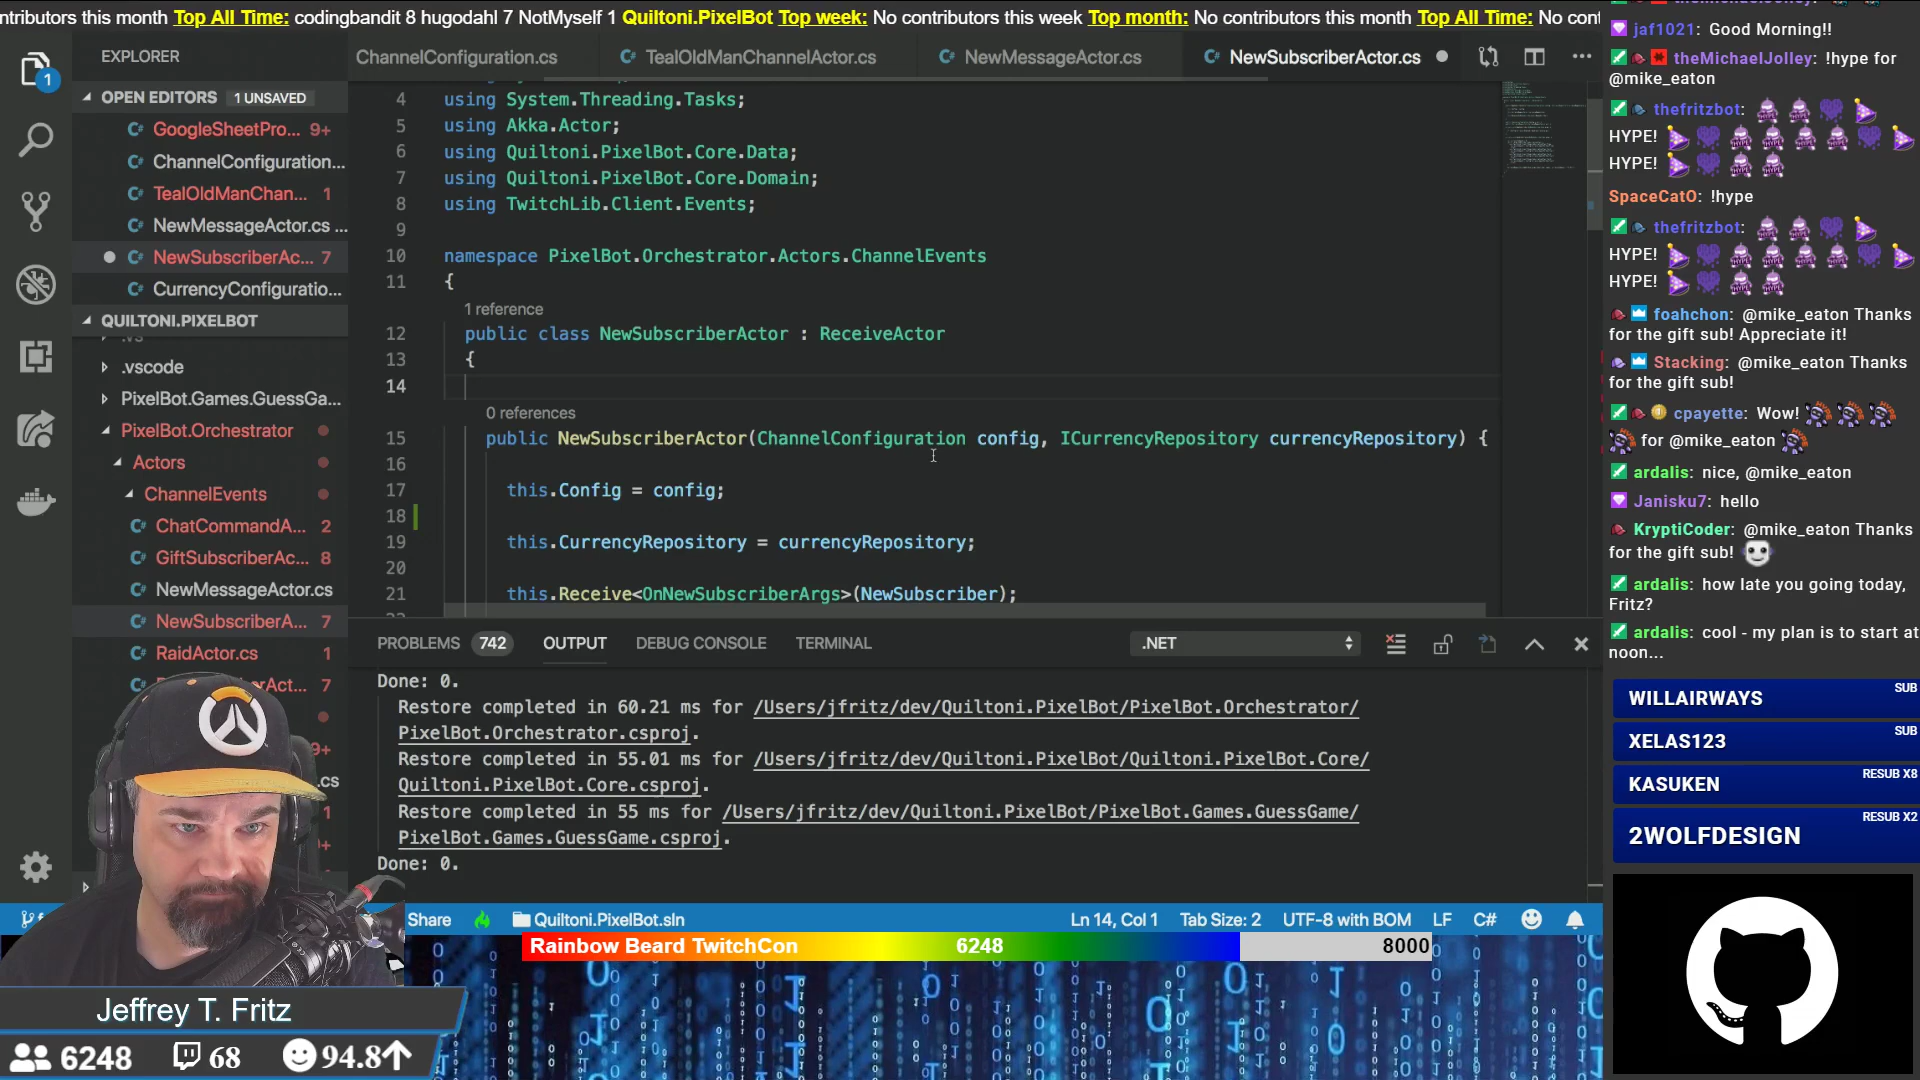 ntributors this month Top All Time: codingbandit 8 hugodahl 7 NotMyself 1 Quiltoni.PixelBot Top week: No contributors this week Top month: No contributors this month Top All Time: No cont
EXPLORER
OPEN EDITORS 1 UNSAVED
GoogleSheetPro... 9+
ChannelConfiguration...
TealOldManChan... 1
NewMessageActor.cs ...
NewSubscriberAc... 7
CurrencyConfiguratio...
QUILTONI.PIXELBOT
.vscode
PixelBot.Games.GuessGa...
PixelBot.Orchestrator
Actors
ChannelEvents
ChatCommandA... 2
GiftSubscriberAc... 8
NewMessageActor.cs
NewSubscriberA... 7
RaidActor.cs 1
7
9+
.cs
1
9+
1
ChannelConfiguration.cs TealOldManChannelActor.cs NewMessageActor.cs NewSubscriberActor.cs
4 using System.Threading.Tasks;
5 using Akka.Actor;
6 using Quiltoni.PixelBot.Core.Data;
7 using Quiltoni.PixelBot.Core.Domain;
8 using TwitchLib.Client.Events;
9
10 namespace PixelBot.Orchestrator.Actors.ChannelEvents
11 {
1 reference
12 public class NewSubscriberActor : ReceiveActor
13 {
14
0 references
15 public NewSubscriberActor(ChannelConfiguration config, ICurrencyRepository currencyRepository) {
16
17 this.Config = config;
18
19 this.CurrencyRepository = currencyRepository;
20
21 this.Receive<OnNewSubscriberArgs>(NewSubscriber);
PROBLEMS 742 OUTPUT DEBUG CONSOLE TERMINAL .NET
Done: 0.
Restore completed in 60.21 ms for /Users/jfritz/dev/Quiltoni.PixelBot/PixelBot.Orchestrator/
PixelBot.Orchestrator.csproj.
Restore completed in 55.01 ms for /Users/jfritz/dev/Quiltoni.PixelBot/Quiltoni.PixelBot.Core/
Quiltoni.PixelBot.Core.csproj.
Restore completed in 55 ms for /Users/jfritz/dev/Quiltoni.PixelBot/PixelBot.Games.GuessGame/
PixelBot.Games.GuessGame.csproj.
Done: 0.
Share Quiltoni.PixelBot.sln Ln 14, Col 1 Tab Size: 2 UTF-8 with BOM LF C#
Rainbow Beard TwitchCon 6248 8000
Jeffrey T. Fritz
6248 68 94.8
jaf1021: Good Morning!!
theMichaelJolley: !hype for
@mike_eaton
thefritzbot:
HYPE!
HYPE!
SpaceCatO: !hype
thefritzbot:
HYPE!
HYPE!
foahchon: @mike_eaton Thanks
for the gift sub! Appreciate it!
Stacking: @mike_eaton Thanks
for the gift sub!
cpayette: Wow!
for @mike_eaton
ardalis: nice, @mike_eaton
Janisku7: hello
KryptiCoder: @mike_eaton Thanks
for the gift sub!
ardalis: how late you going today,
Fritz?
ardalis: cool - my plan is to start at
noon...
WILLAIRWAYS SUB
XELAS123 SUB
KASUKEN RESUB X8
2WOLFDESIGN RESUB X2